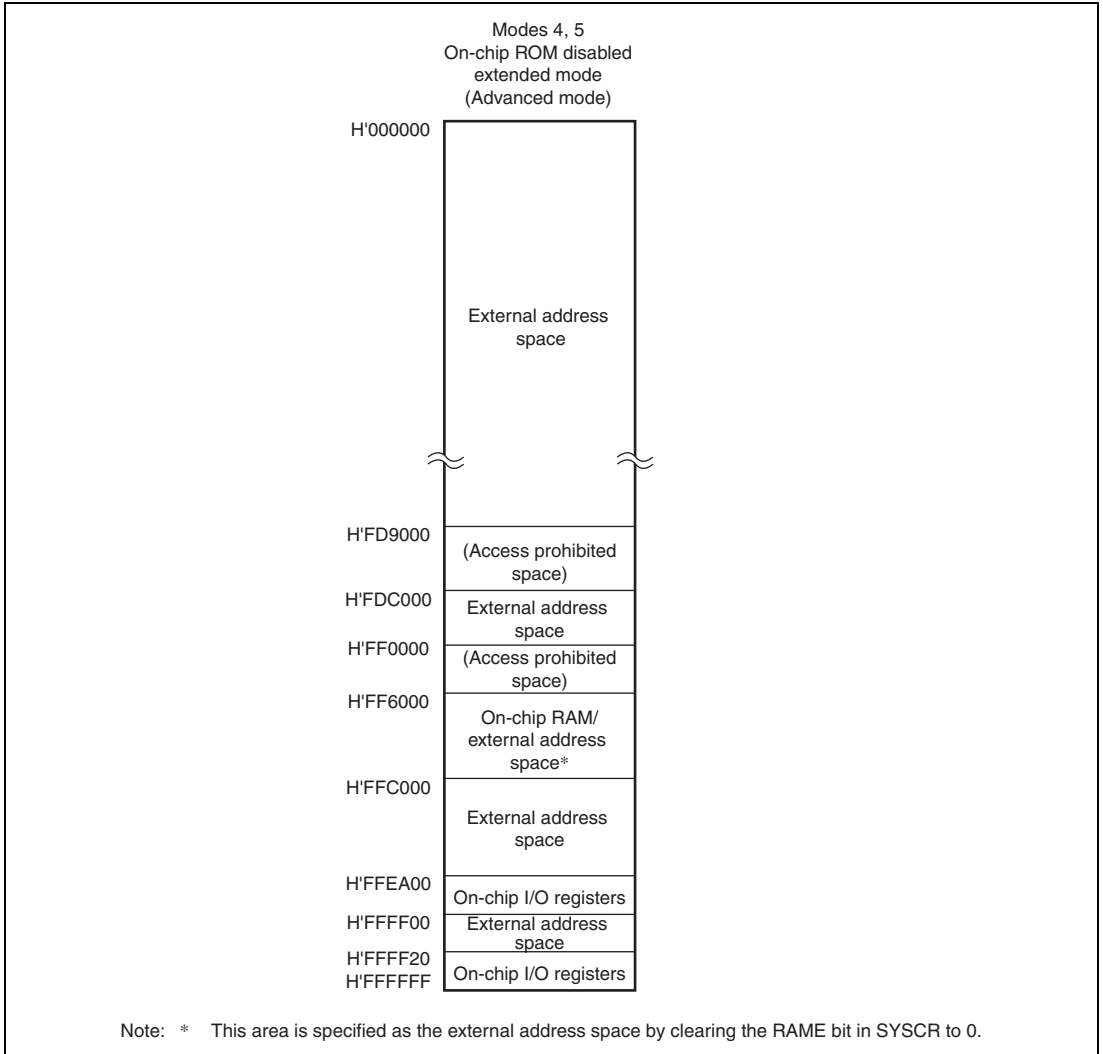 Modes 4, 5
On-chip ROM disabled
extended mode
(Advanced mode)
H'000000
External address
space
H'FD9000
(Access prohibited
space)
H'FDC000
External address
space
H'FF0000
(Access prohibited
space)
H'FF6000
On-chip RAM/
external address
space*
H'FFC000
External address
space
H'FFEA00
On-chip I/O registers
H'FFFF00
External address
space
H'FFFF20
On-chip I/O registers
H'FFFFFF
Note: * This area is specified as the external address space by clearing the RAME bit in SYSCR to 0.